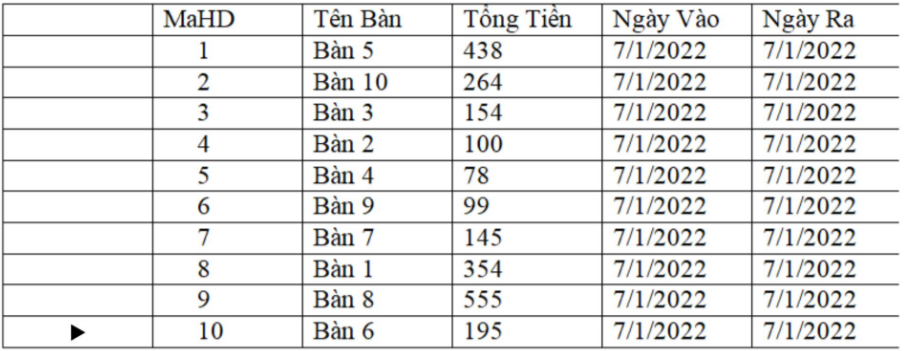 MaHD Tên Bàn Tổng Tiền Ngày Vào Ngày Ra
1 Bàn 5 438 7/1/2022 7/1/2022
2 Bàn 10 264 7/1/2022 7/1/2022
3 Bàn 3 154 7/1/2022 7/1/2022
4 Bàn 2 100 7/1/2022 7/1/2022
5 Bàn 4 78 7/1/2022 7/1/2022
6 Bàn 9 99 7/1/2022 7/1/2022
7 Bàn 7 145 7/1/2022 7/1/2022
8 Bàn 1 354 7/1/2022 7/1/2022
9 Bàn 8 555 7/1/2022 7/1/2022
10 Bàn 6 195 7/1/2022 7/1/2022